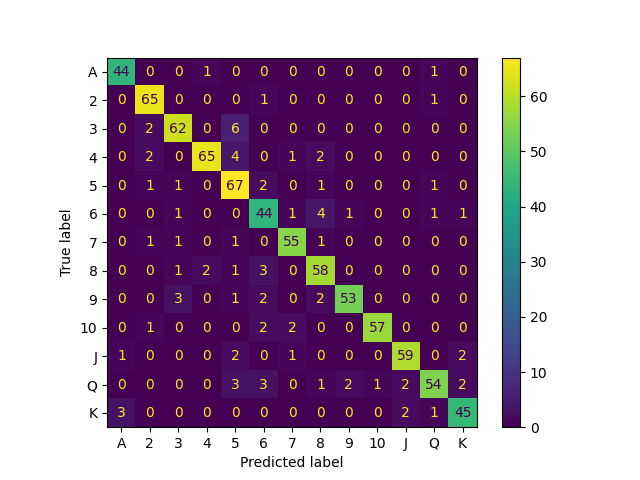 A 44 0 0 1 0 0 0 0 0 0 0 1 0
2 0 65 0 0 0 1 0 0 0 0 0 1 0
3 0 2 62 0 6 0 0 0 0 0 0 0 0
4 0 2 0 65 4 0 1 2 0 0 0 0 0
5 0 1 1 0 67 2 0 1 0 0 0 1 0
6 0 0 1 0 0 44 1 4 1 0 0 1 1
7 0 1 1 0 1 0 55 1 0 0 0 0 0
8 0 0 1 2 1 3 0 58 0 0 0 0 0
9 0 0 3 0 1 2 0 2 53 0 0 0 0
10 0 1 0 0 0 2 2 0 0 57 0 0 0
J 1 0 0 0 2 0 1 0 0 0 59 0 2
Q 0 0 0 0 3 3 0 1 2 1 2 54 2
K 3 0 0 0 0 0 0 0 0 0 2 1 45
A 2 3 4 5 6 7 8 9 10 J Q K
Predicted label
True label
60
50
40
30
20
10
0